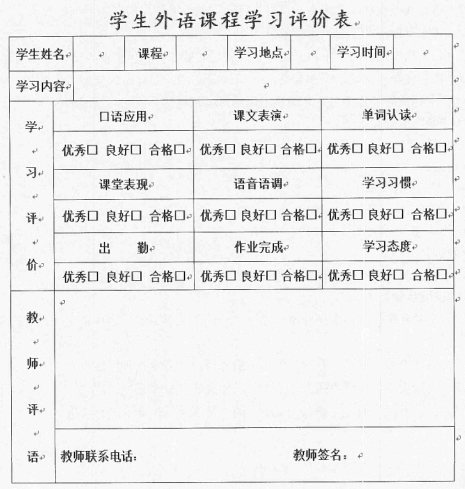 学生外语课程学习评价表
学生姓名 课程 学习地点 学习时间
学习内容
学习评价
口语应用 课文表演 单词认读
优秀□ 良好□ 合格□ 优秀□ 良好□ 合格□ 优秀□ 良好□ 合格□
课堂表现 语音语调 学习习惯
优秀□ 良好□ 合格□ 优秀□ 良好□ 合格□ 优秀□ 良好□ 合格□
出 勤 作业完成 学习态度
优秀□ 良好□ 合格□ 优秀□ 良好□ 合格□ 优秀□ 良好□ 合格□
教师评语
教师联系电话： 教师签名：